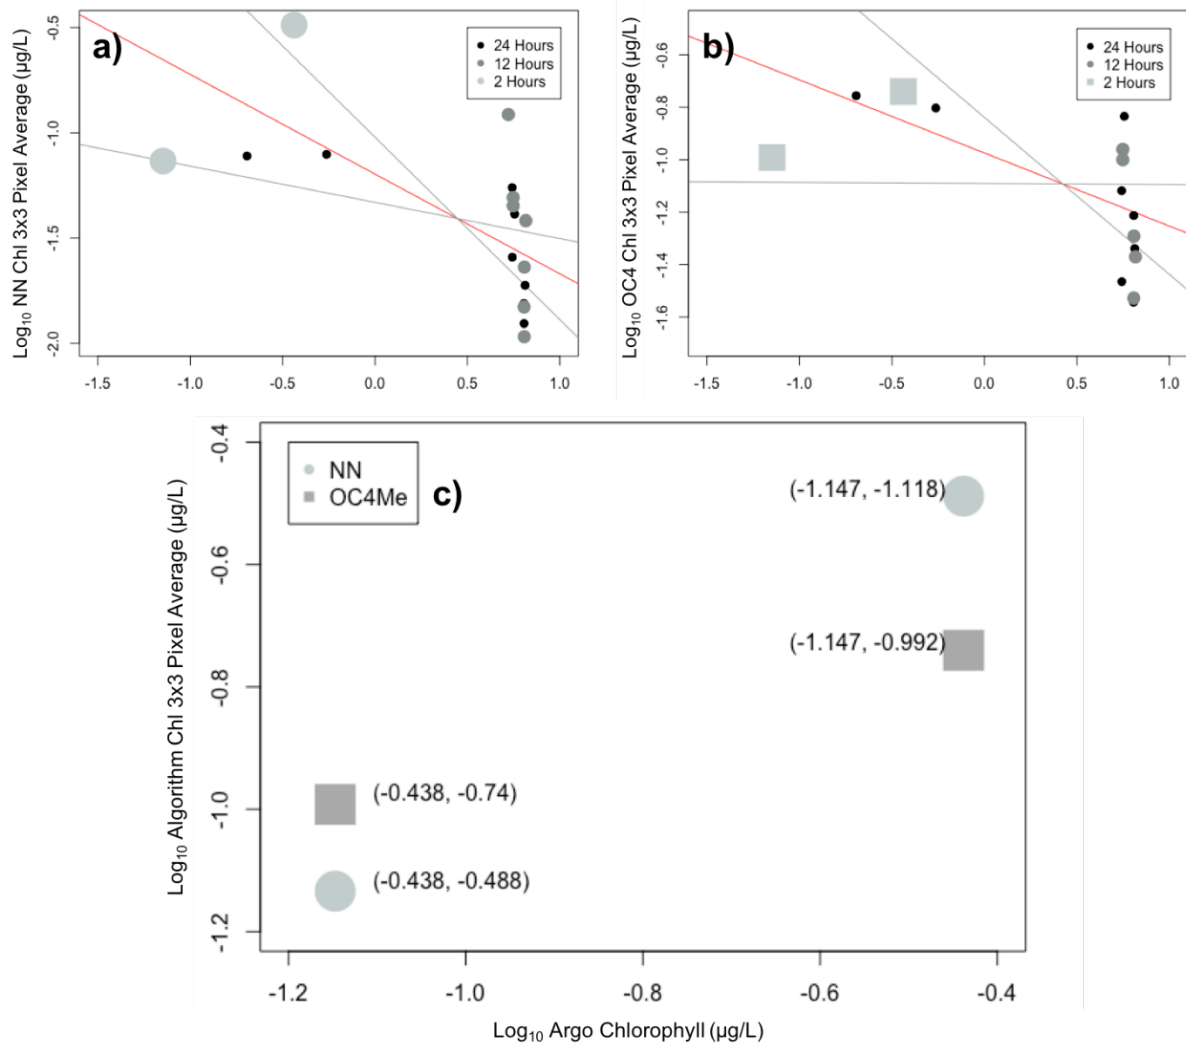 a)
Log10 NN Chl 3x3 Pixel Average (µg/L)
-0.5
-1.0
-1.5
-2.0
24 Hours
12 Hours
2 Hours
-1.5 -1.0 -0.5 0.0 0.5 1.0
b)
Log10 OC4 Chl 3x3 Pixel Average (µg/L)
-0.6
-0.8
-1.0
-1.2
-1.4
-1.6
24 Hours
12 Hours
2 Hours
-1.5 -1.0 -0.5 0.0 0.5 1.0
c)
Log10 Algorithm Chl 3x3 Pixel Average (µg/L)
-0.4
-0.6
-0.8
-1.0
-1.2
NN
OC4Me
(-1.147, -1.118)
(-1.147, -0.992)
(-0.438, -0.74)
(-0.438, -0.488)
-1.2 -1.0 -0.8 -0.6 -0.4
Log10 Argo Chlorophyll (µg/L)